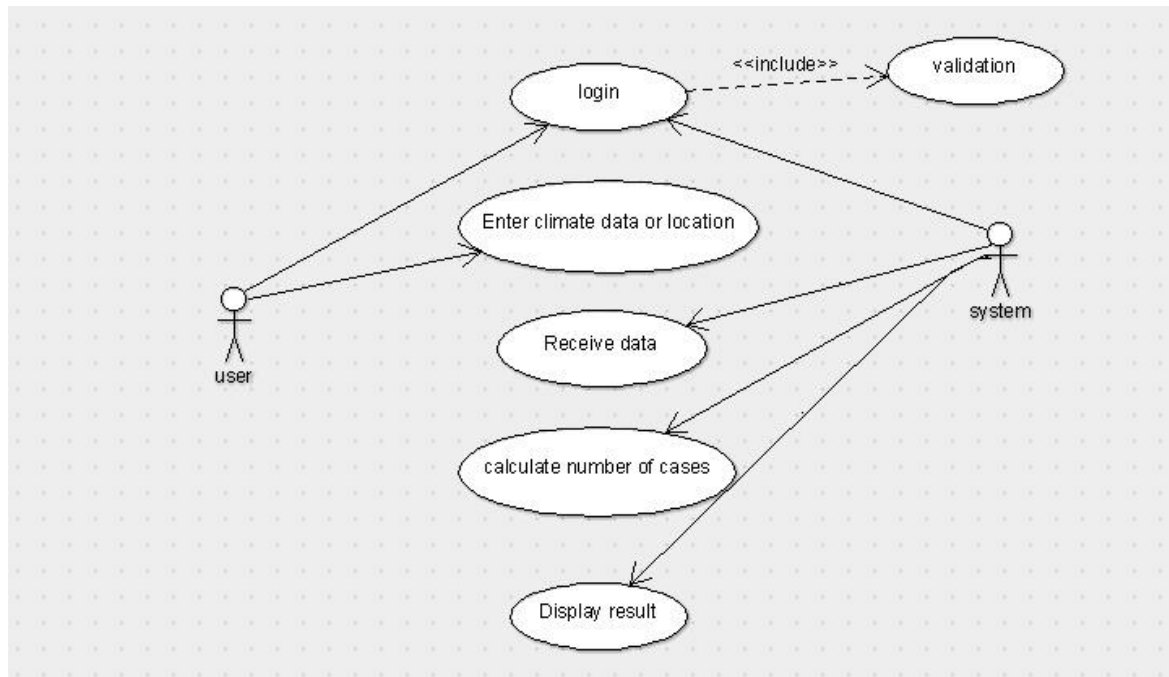 <<include>>
validation
login
Enter climate data or location
system
Receive data
user
calculate number of cases
Display result